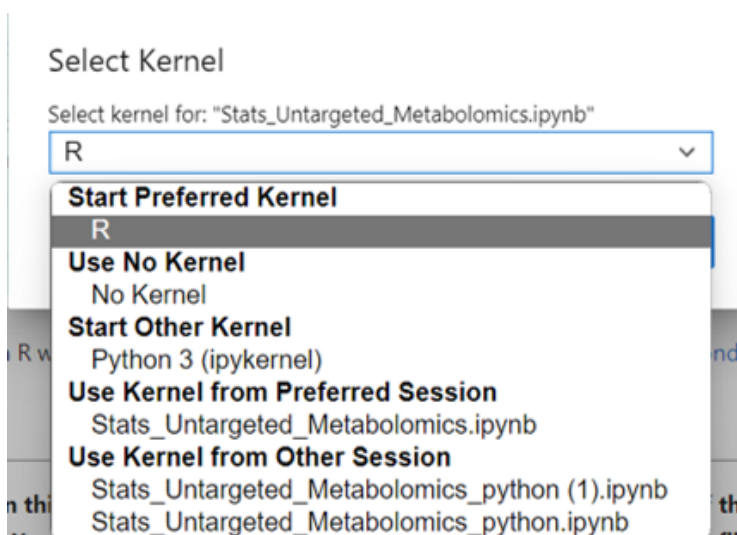 Select Kernel
Select kernel for: "Stats_Untargeted_Metabolomics.ipynb"
R
Start Preferred Kernel
R
Use No Kernel
No Kernel
Start Other Kernel
R w
Python 3 (ipykernel)
Use Kernel from Preferred Session
Stats_Untargeted_Metabolomics.ipynb
Use Kernel from Other Session
Stats_Untargeted_Metabolomics_python (1).ipynb
Stats_Untargeted_Metabolomics_python.ipynb